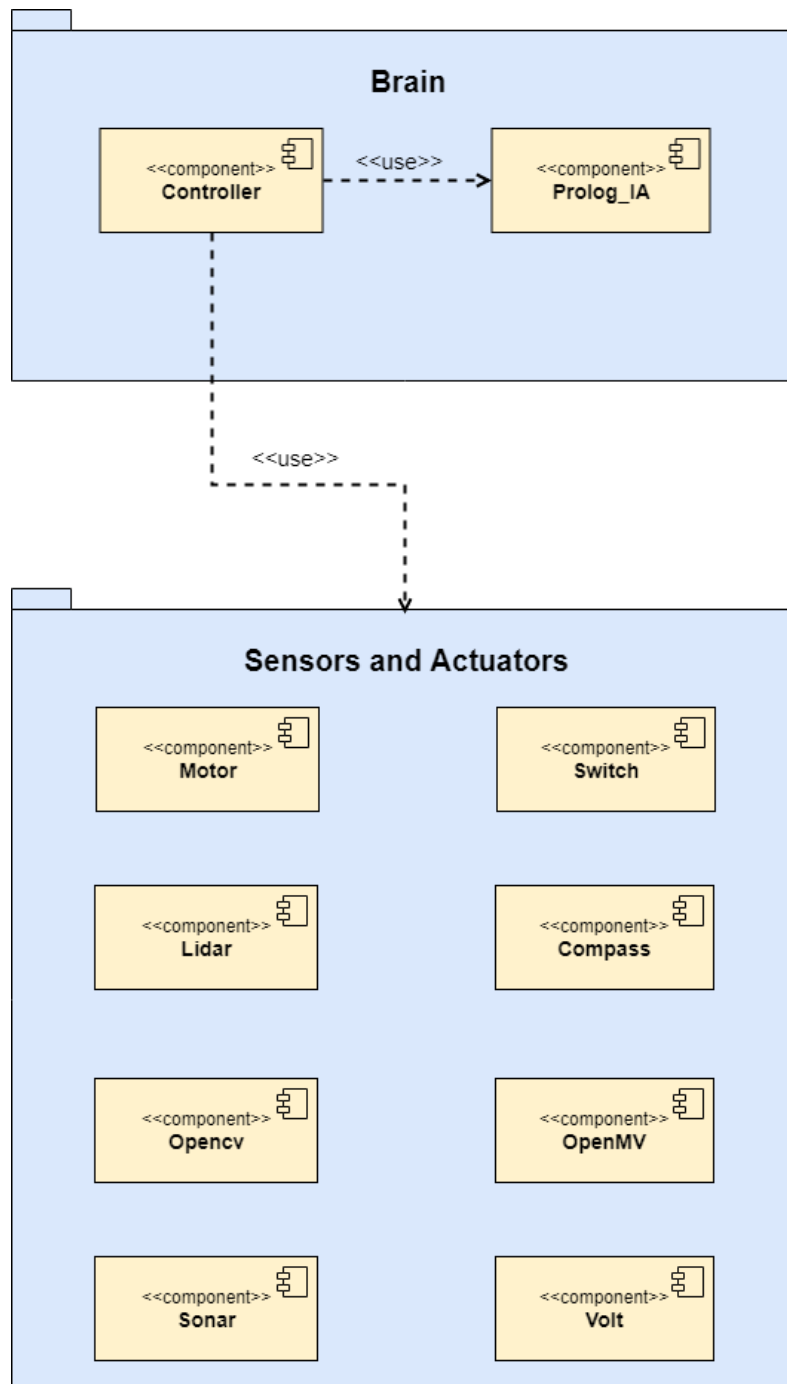 Brain
<<component>>
Controller
<<use>>
<<component>>
Prolog_IA
<<use>>
Sensors and Actuators
<<component>>
Motor
<<component>>
Switch
<<component>>
Lidar
<<component>>
Compass
<<component>>
Opencv
<<component>>
OpenMV
<<component>>
Sonar
<<component>>
Volt